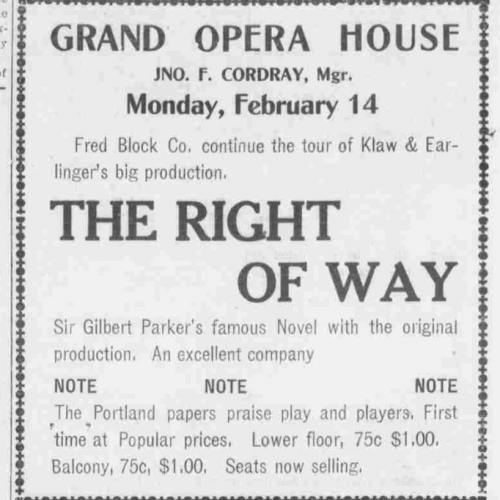 GRAND OPERA HOUSE
JNO. F. CORDRAY, Mgr.
Monday, February 14
Fred Block Co. continue the tour of Klaw & Ear-
linger's big production.
THE RIGHT
OF WAY
Sir Gilbert Parker's famous Novel with the original
production. An excellent company
NOTE NOTE NOTE
The Portland papers praise play and players. First
time at Popular prices. Lower floor, 75c $1.00.
Balcony, 75c, $1.00. Seats now selling.